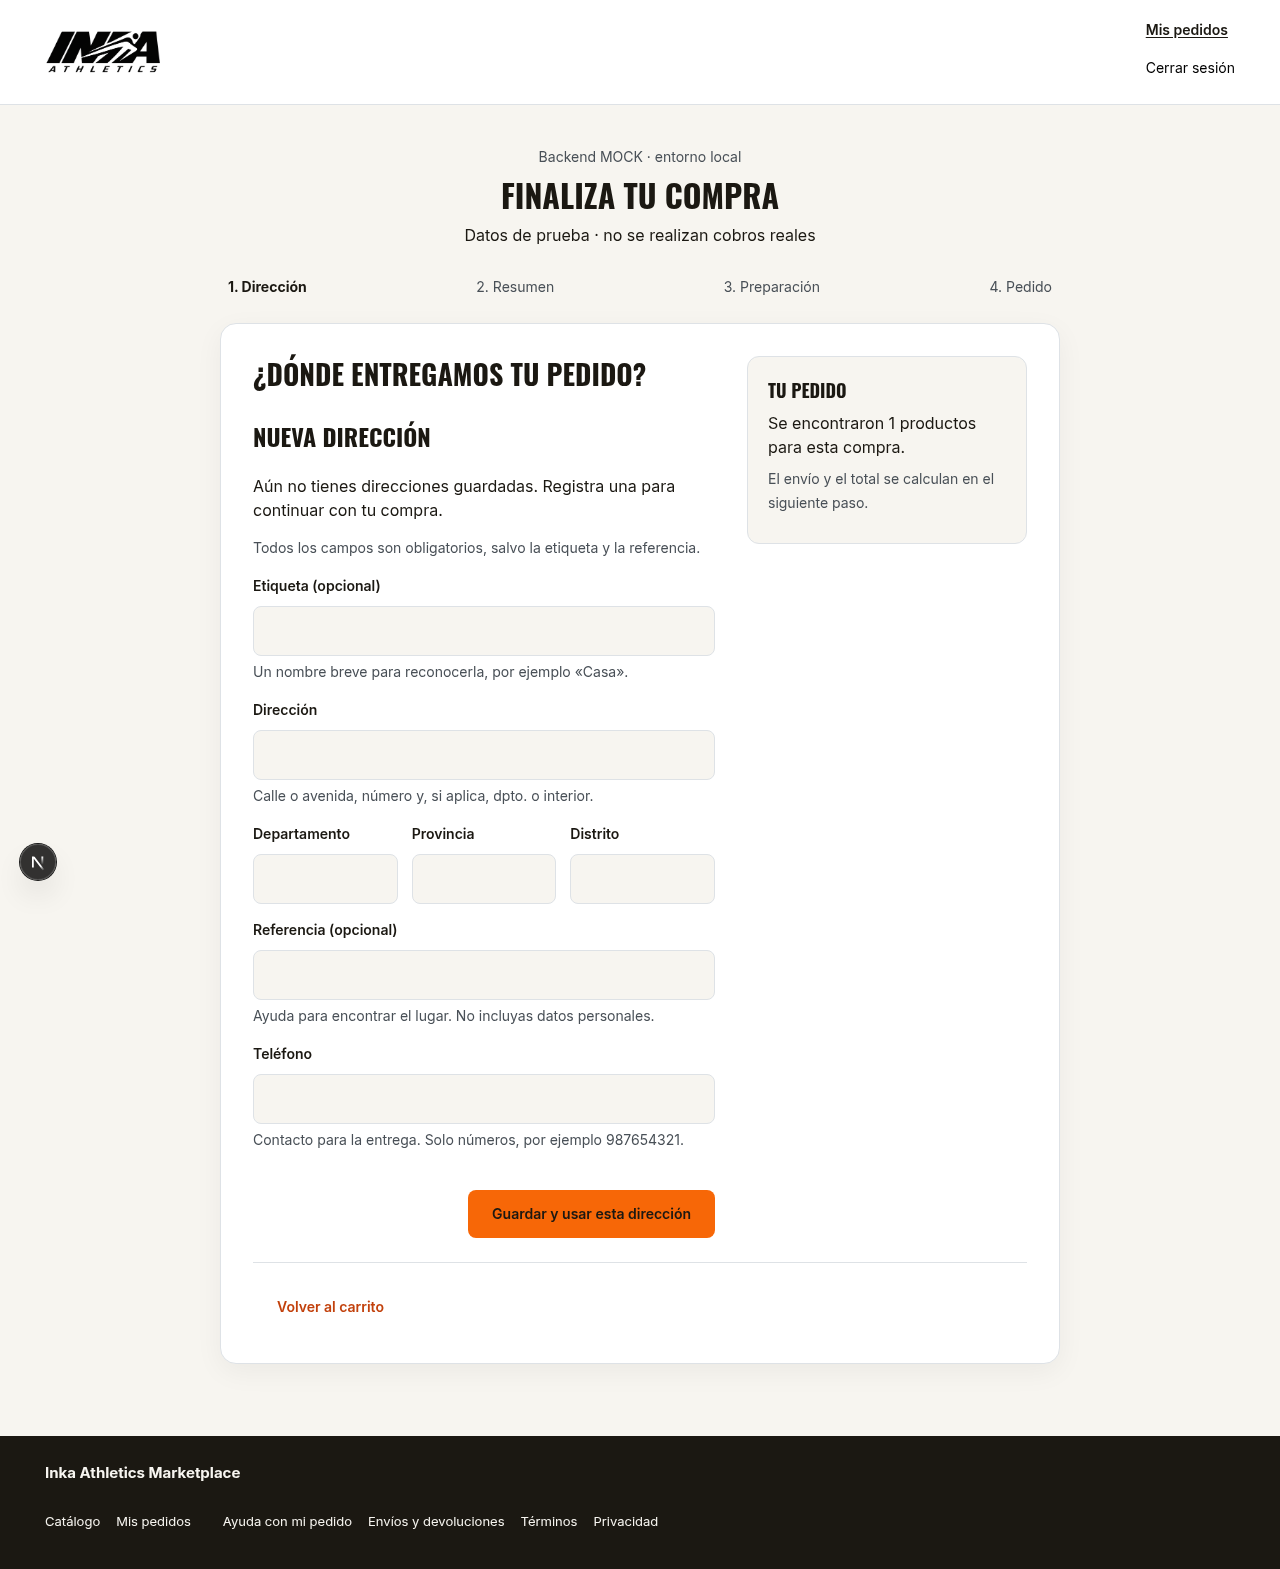 INKA
ATHLETICS
Mis pedidos
Cerrar sesión
Backend MOCK · entorno local
FINALIZA TU COMPRA
Datos de prueba · no se realizan cobros reales
1. Dirección
2. Resumen
3. Preparación
4. Pedido
¿DÓNDE ENTREGAMOS TU PEDIDO?
NUEVA DIRECCIÓN
Aún no tienes direcciones guardadas. Registra una para
continuar con tu compra.
Todos los campos son obligatorios, salvo la etiqueta y la referencia.
Etiqueta (opcional)
Un nombre breve para reconocerla, por ejemplo «Casa».
Dirección
Calle o avenida, número y, si aplica, dpto. o interior.
Departamento
Provincia
Distrito
Referencia (opcional)
Ayuda para encontrar el lugar. No incluyas datos personales.
Teléfono
Contacto para la entrega. Solo números, por ejemplo 987654321.
Guardar y usar esta dirección
Volver al carrito
TU PEDIDO
Se encontraron 1 productos
para esta compra.
El envío y el total se calculan en el
siguiente paso.
N
Inka Athletics Marketplace
Catálogo Mis pedidos Ayuda con mi pedido Envíos y devoluciones Términos Privacidad